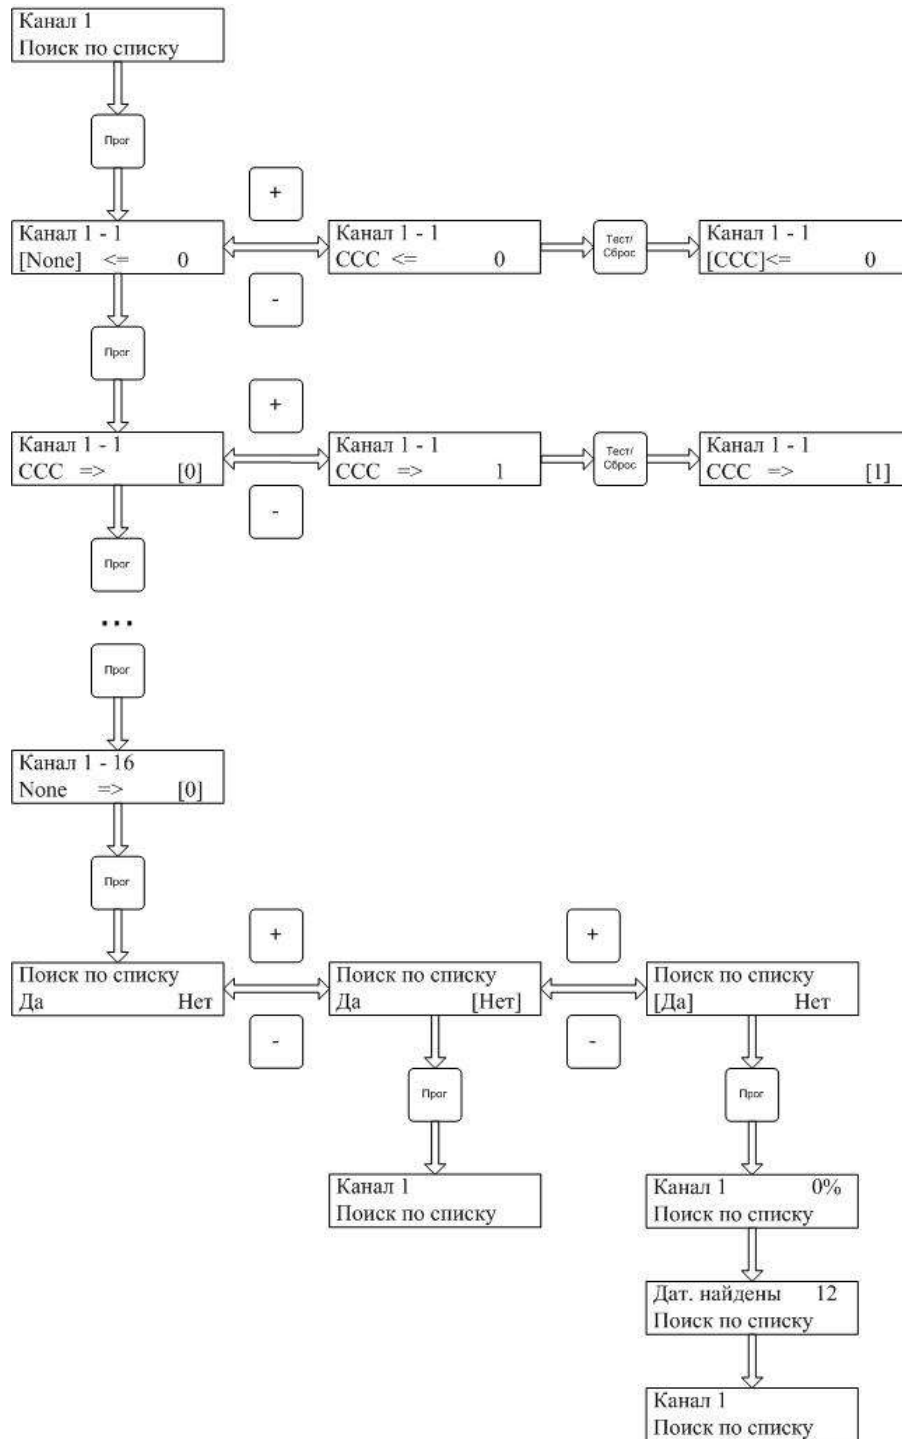 Канал 1
Поиск по списку
Прог
+
Канал 1 - 1
[None] <= 0
Канал 1 - 1
CCC <= 0
Тест/
Сброс
Канал 1 - 1
[CCC]<= 0
-
Прог
+
Канал 1 - 1
CCC => [0]
Канал 1 - 1
CCC => 1
Тест/
Сброс
Канал 1 - 1
CCC => [1]
-
Прог
...
Прог
Канал 1 - 16
None => [0]
Прог
+
+
Поиск по списку
Да Нет
Поиск по списку
Да [Нет]
Поиск по списку
[Да] Нет
-
-
Прог
Прог
Канал 1
Поиск по списку
Канал 1 0%
Поиск по списку
Дат. найдены 12
Поиск по списку
Канал 1
Поиск по списку